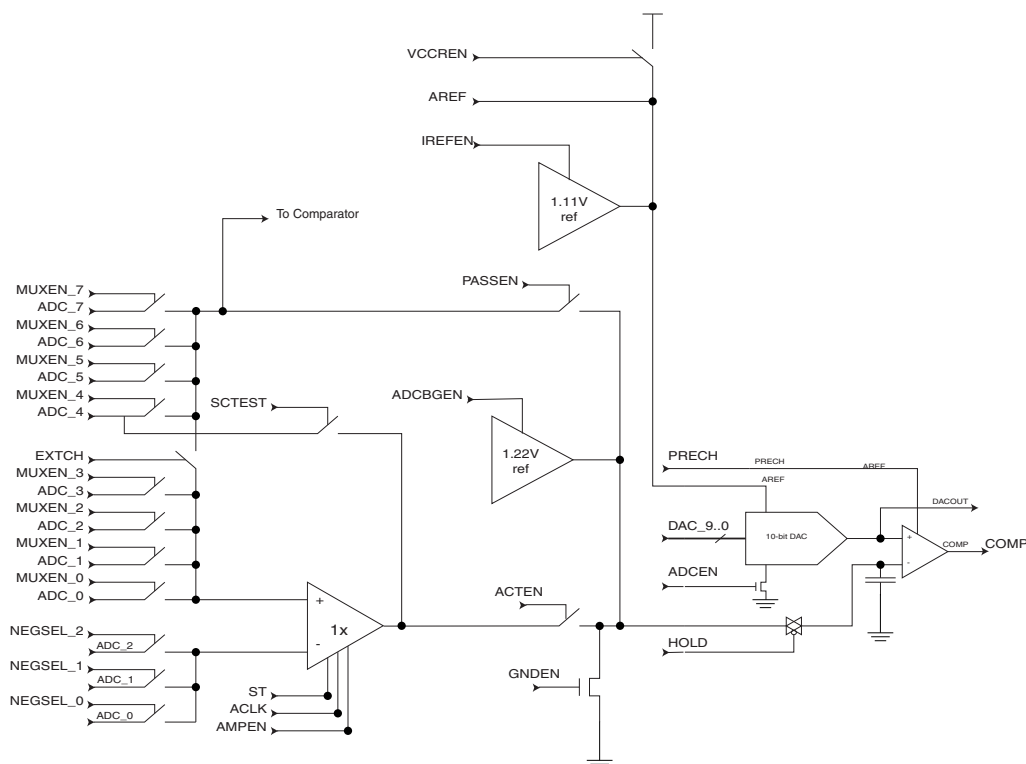 VCCREN
AREF
IREFEN
1.11V
ref
To Comparator
PASSEN
MUXEN_7
ADC_7
MUXEN_6
ADC_6
MUXEN_5
ADC_5
MUXEN_4
ADC_4
SCTEST
ADCBGEN
1.22V
ref
EXTCH
MUXEN_3
ADC_3
MUXEN_2
ADC_2
MUXEN_1
ADC_1
MUXEN_0
ADC_0
PRECH
PRECH
AREF
AREF
DACOUT
DAC_9..0
10-bit DAC
+
-
COMP
COMP
ADCEN
ACTEN
+
-
1x
NEGSEL_2
ADC_2
NEGSEL_1
ADC_1
NEGSEL_0
ADC_0
HOLD
GNDEN
ST
ACLK
AMPEN